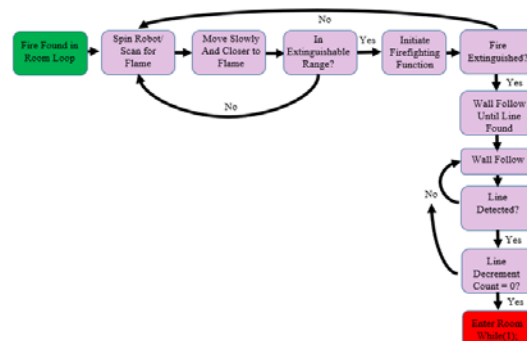 No
Fire Found in
Room Loop
Spin Robot/
Scan for
Flame
Move Slowly
And Closer to
Flame
In
Extinguishable
Range?
Yes
Initiate
Firefighting
Function
Fire
Extinguished?
No
Yes
Wall Follow
Until Line
Found
Wall Follow
No
Line
Detected?
Yes
Line
Decrement
Count = 0?
Yes
Enter Room
While(1);